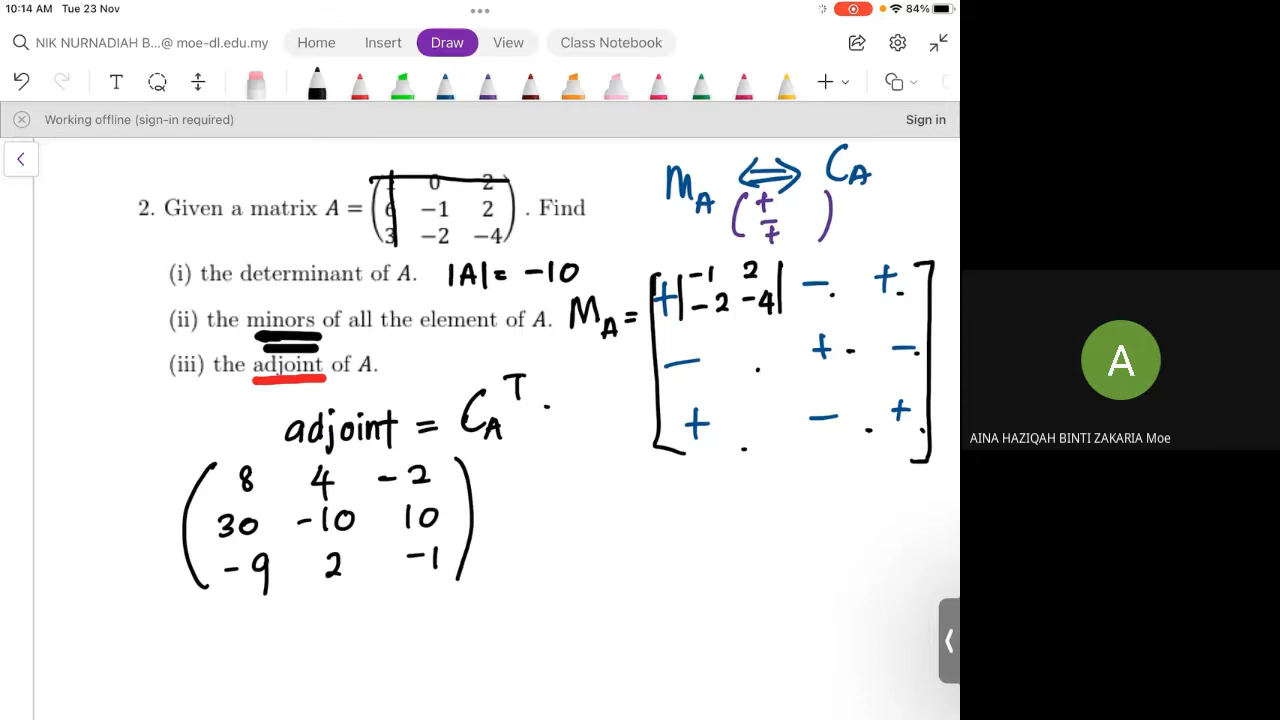 10:14 AM Tue 23 Nov
84%
NIK NURNADIAH B...@ moe-dl.edu.my
Home Insert Draw View Class Notebook
T
Working offline (sign-in required) Sign in
2. Given a matrix A = . Find
1 0 2
6 −1 2
3 −2 −4
(i) the determinant of A. |A| = -10
(ii) the minors of all the element of A.
(iii) the adjoint of A.
adjoint = C_A^T .
8 4 -2
30 -10 10
-9 2 -1
M_A ⇔ C_A
( + − + )
M_A =
+ | -1 2 | − . + .
| -2 -4 |
− . + . − .
+ . − . + .
A
AINA HAZIQAH BINTI ZAKARIA Moe